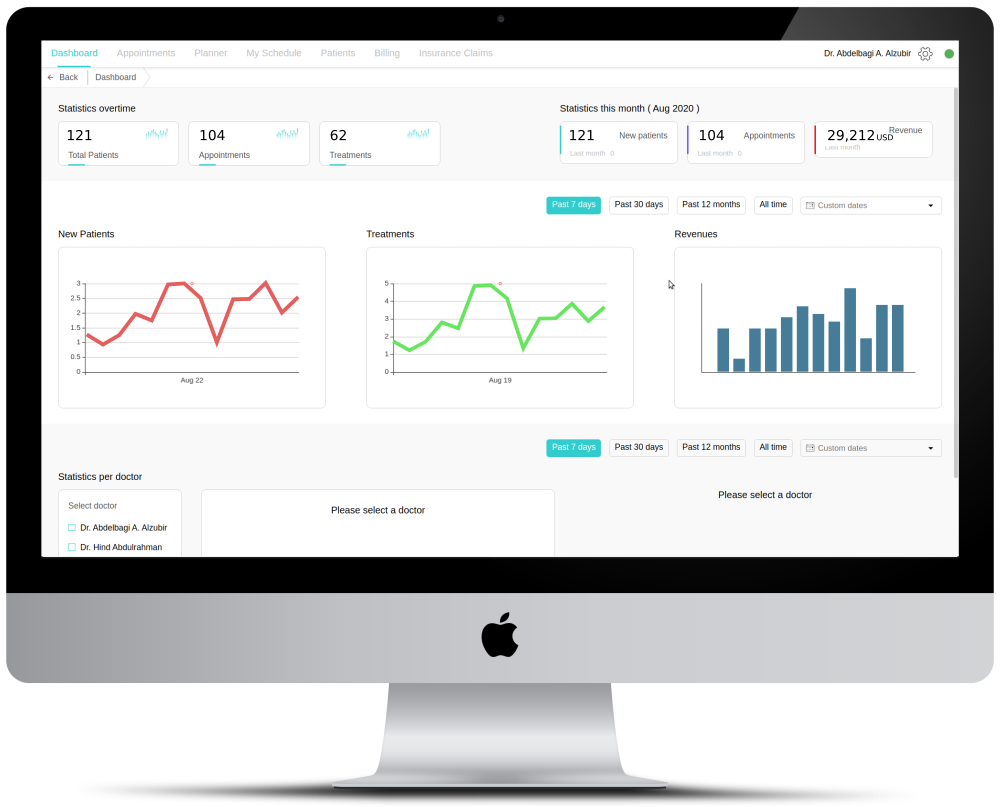 Dashboard Appointments Planner My Schedule Patients Billing Insurance Claims Dr. Abdelbagi A. Alzubir
Back Dashboard
Statistics overtime
121
Total Patients
104
Appointments
62
Treatments
Statistics this month ( Aug 2020 )
121 New patients
Last month 0
104 Appointments
Last month 0
29,212 USD Revenue
Last month
Past 7 days Past 30 days Past 12 months All time Custom dates
New Patients
3
2.5
2
1.5
1
0.5
0
Aug 22
Treatments
5
4
3
2
1
0
Aug 19
Revenues
Past 7 days Past 30 days Past 12 months All time Custom dates
Statistics per doctor
Select doctor
Dr. Abdelbagi A. Alzubir
Dr. Hind Abdulrahman
Please select a doctor
Please select a doctor